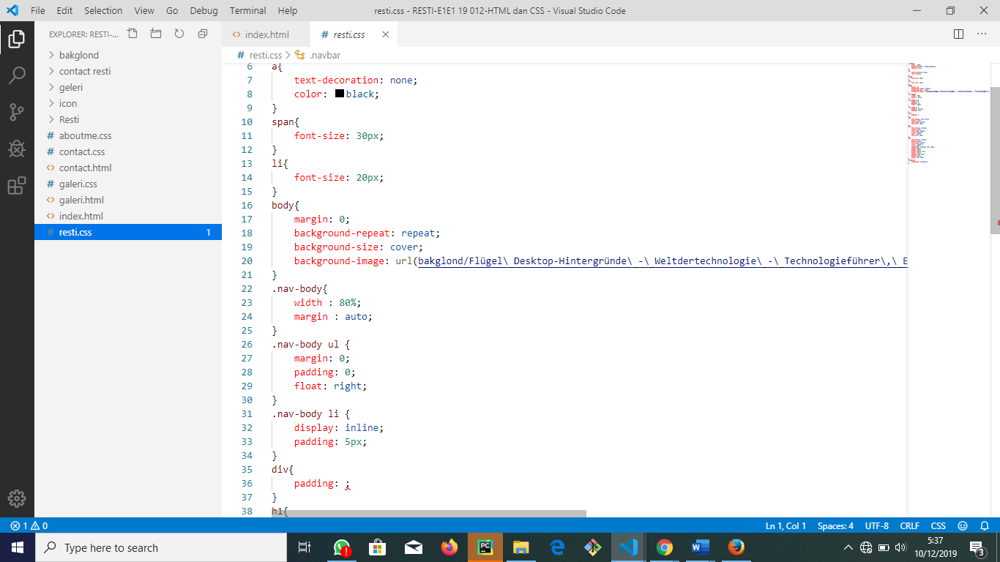 File Edit Selection View Go Debug Terminal Help
resti.css - RESTI-E1E1 19 012-HTML dan CSS - Visual Studio Code
EXPLORER: RESTI-...
bakglond
contact resti
geleri
icon
Resti
# aboutme.css
# contact.css
<> contact.html
# galeri.css
<> galeri.html
<> index.html
# resti.css 1
<> index.html
# resti.css
# resti.css > .navbar
6 a{
7 text-decoration: none;
8 color: black;
9 }
10 span{
11 font-size: 30px;
12 }
13 li{
14 font-size: 20px;
15 }
16 body{
17 margin: 0;
18 background-repeat: repeat;
19 background-size: cover;
20 background-image: url(bakglond/Flügel\ Desktop-Hintergründe\ -\ Weltdertechnologie\ -\ Technologieführer\,\ E
21 }
22 .nav-body{
23 width : 80%;
24 margin : auto;
25 }
26 .nav-body ul {
27 margin: 0;
28 padding: 0;
29 float: right;
30 }
31 .nav-body li {
32 display: inline;
33 padding: 5px;
34 }
35 div{
36 padding: ;
37 }
38 h1{
1 0
Ln 1, Col 1 Spaces: 4 UTF-8 CRLF CSS
Type here to search
PC
5:37
10/12/2019
3